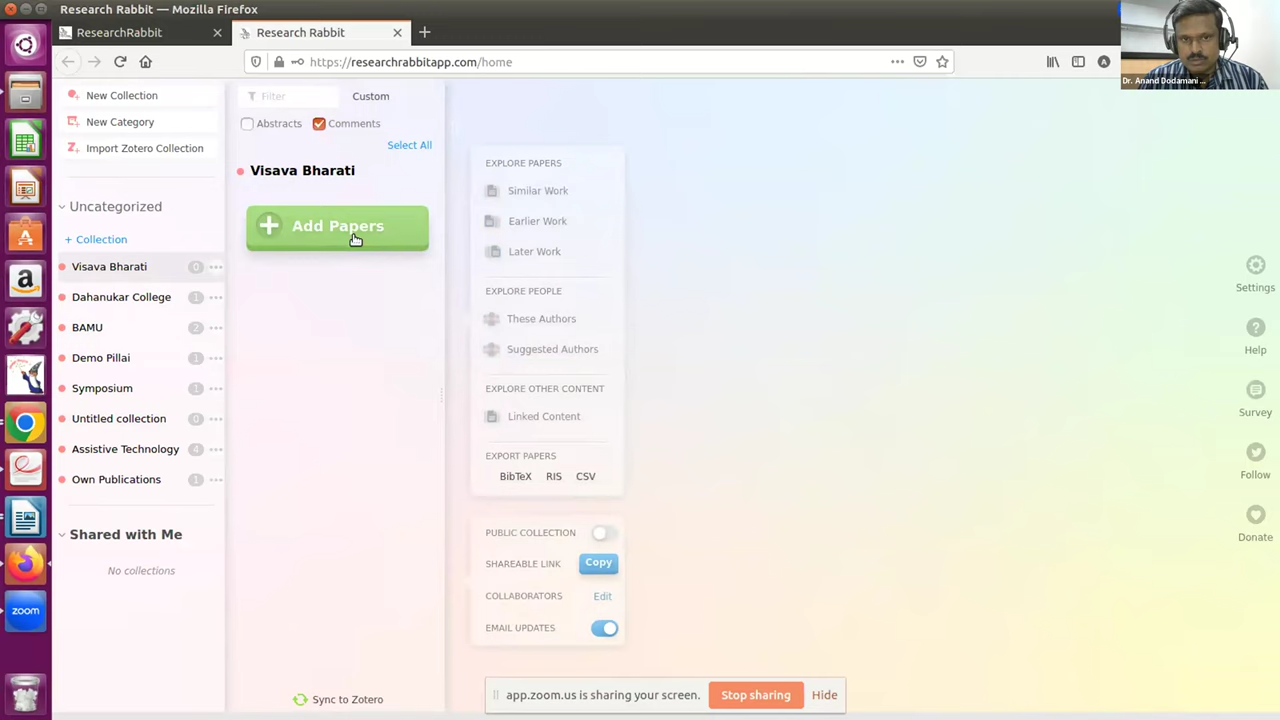 Research Rabbit — Mozilla Firefox
ResearchRabbit
Research Rabbit
https://researchrabbitapp.com/home
Dr. Anand Dodamani ...
New Collection
New Category
Import Zotero Collection
Uncategorized
+ Collection
Visava Bharati 0
Dahanukar College 1
BAMU 2
Demo Pillai 1
Symposium 1
Untitled collection 0
Assistive Technology 4
Own Publications 1
Shared with Me
No collections
Filter Custom
Abstracts Comments
Select All
Visava Bharati
Add Papers
Sync to Zotero
EXPLORE PAPERS
Similar Work
Earlier Work
Later Work
EXPLORE PEOPLE
These Authors
Suggested Authors
EXPLORE OTHER CONTENT
Linked Content
EXPORT PAPERS
BibTeX RIS CSV
PUBLIC COLLECTION
SHAREABLE LINK Copy
COLLABORATORS Edit
EMAIL UPDATES
Settings
Help
Survey
Follow
Donate
zoom
app.zoom.us is sharing your screen. Stop sharing Hide